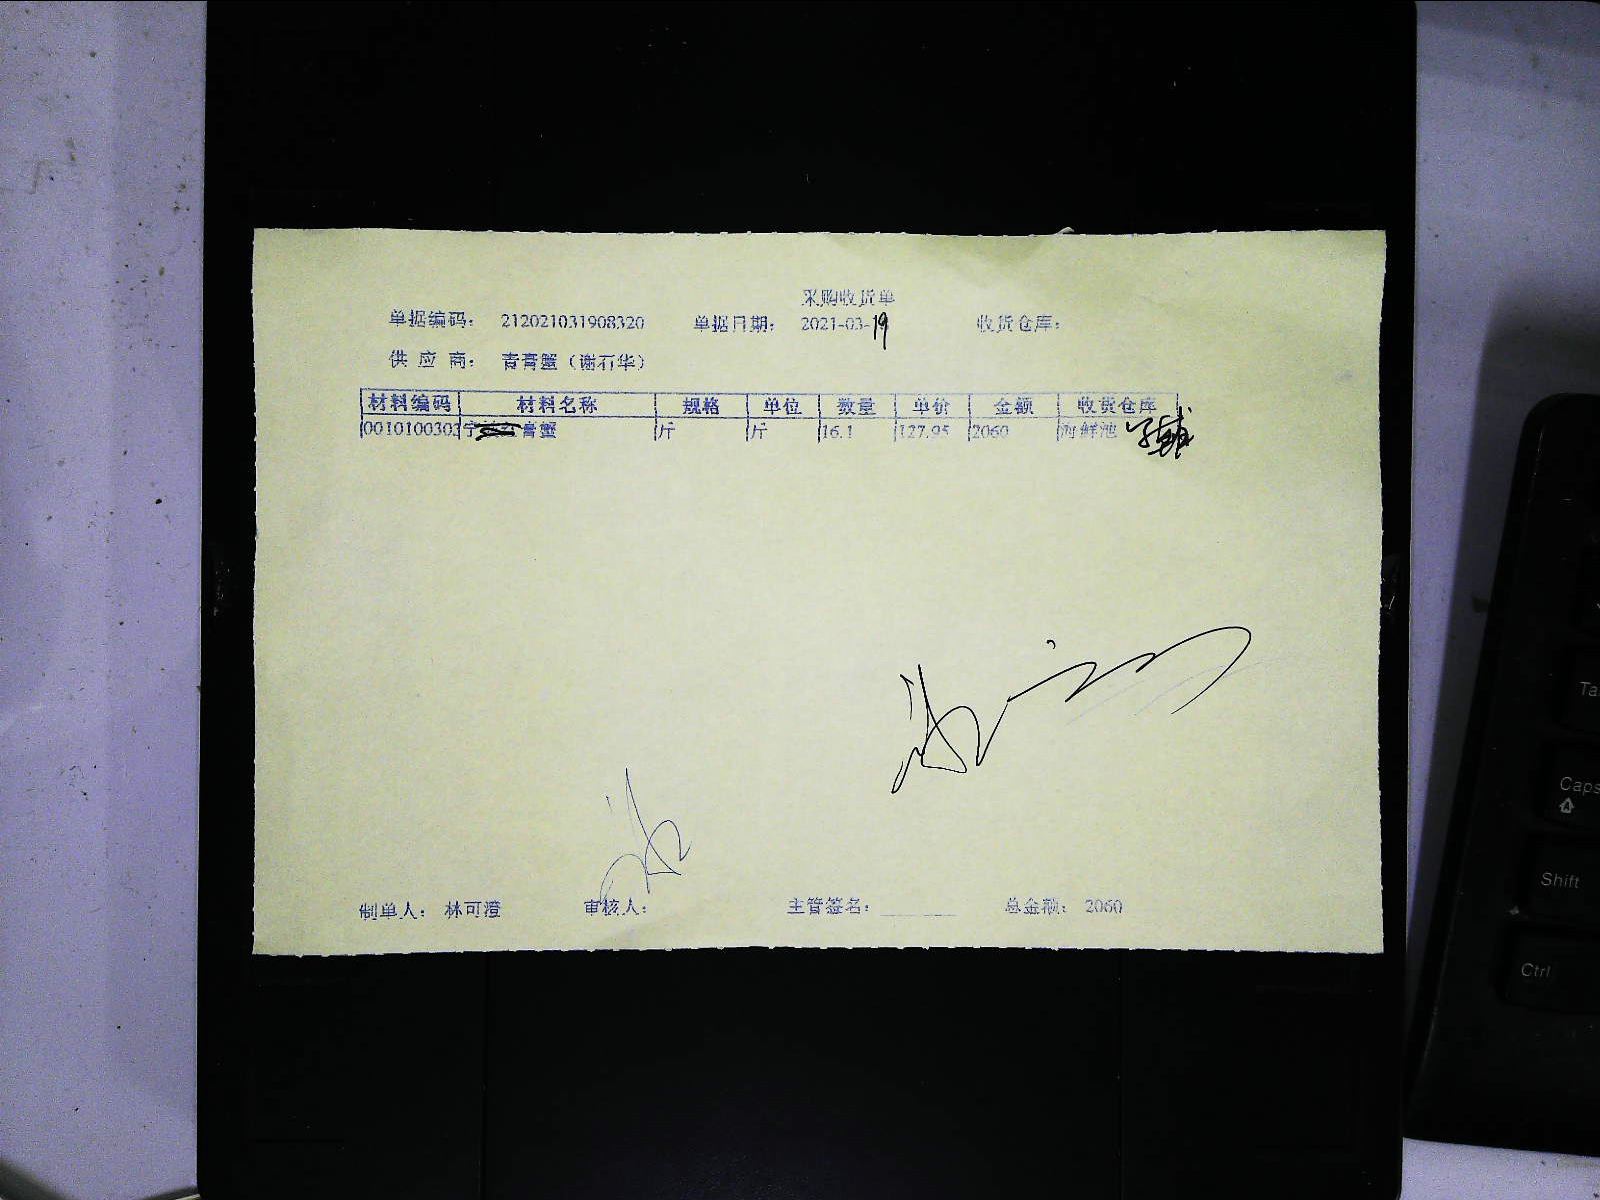 采购收货单
单据编码： 212021031908320 单据日期： 2021-03-19 收货仓库：
供应商： 青膏蟹（谢石华）
材料编码 材料名称 规格 单位 数量 单价 金额 收货仓库
0010100302 宁 青蟹 斤 斤 16.1 127.95 2060 海鲜池
制单人： 林可澄 审核人： 主管签名： 总金额： 2060
Caps
Shift
Ctrl